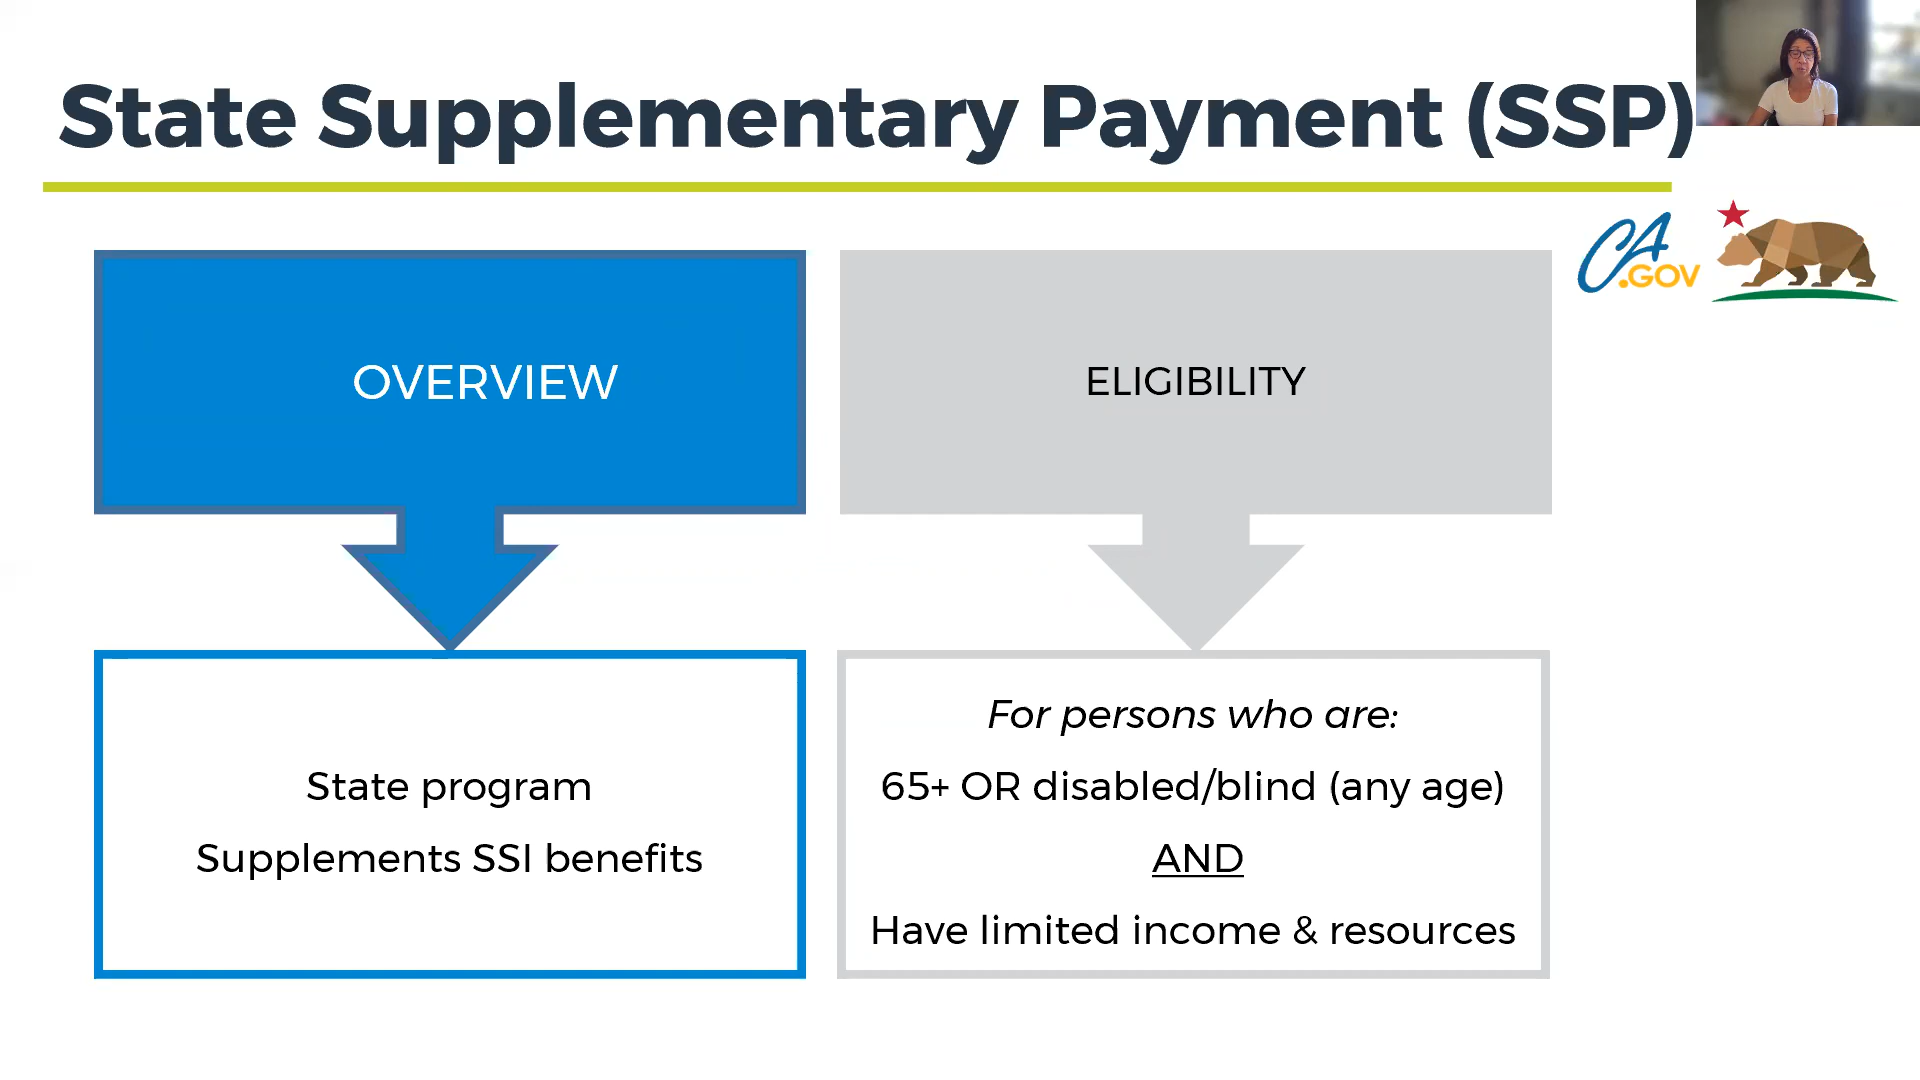 State Supplementary Payment (SSP)
CA
.GOV
OVERVIEW
ELIGIBILITY
State program
Supplements SSI benefits
For persons who are:
65+ OR disabled/blind (any age)
AND
Have limited income & resources